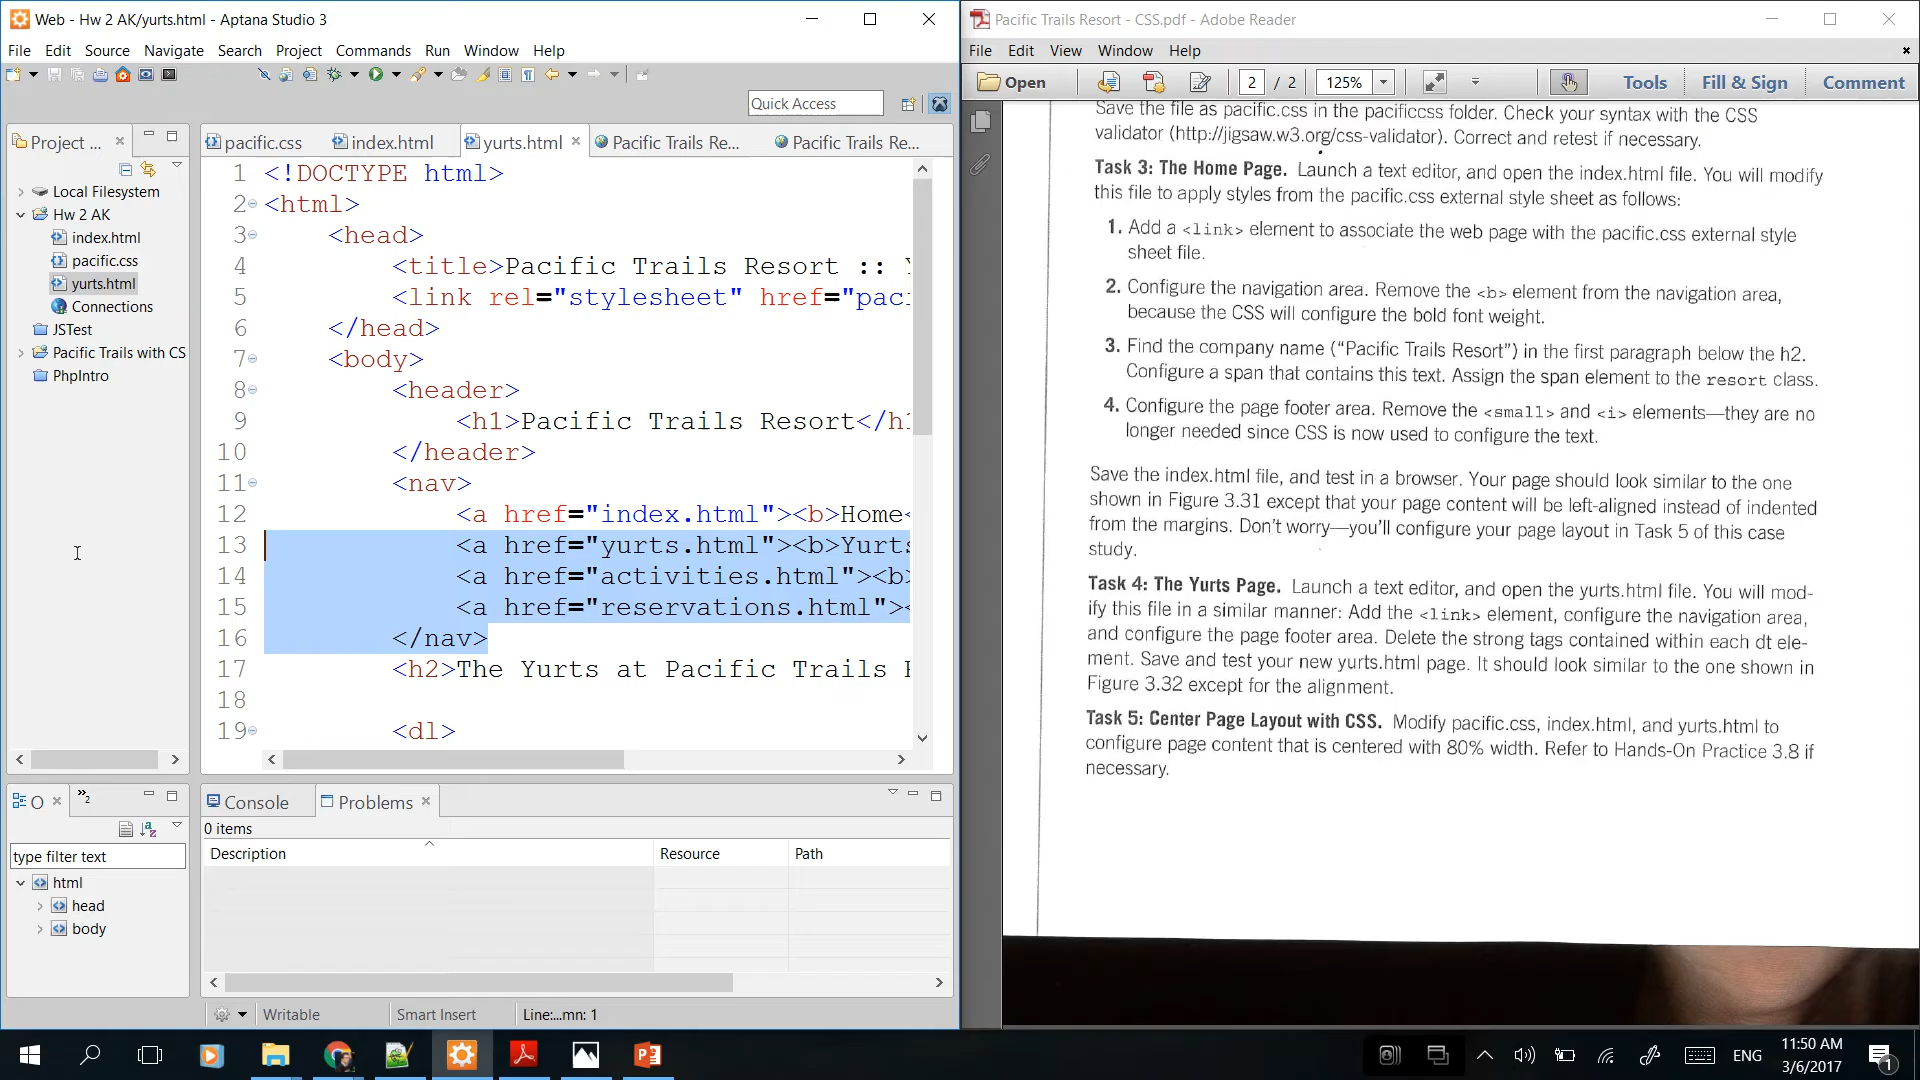 Web - Hw 2 AK/yurts.html - Aptana Studio 3
File Edit Source Navigate Search Project Commands Run Window Help
Quick Access
Project ...
Local Filesystem
Hw 2 AK
index.html
pacific.css
yurts.html
Connections
JSTest
Pacific Trails with CS
PhpIntro
pacific.css index.html yurts.html Pacific Trails Re... Pacific Trails Re...
1 <!DOCTYPE html>
2 <html>
3 <head>
4 <title>Pacific Trails Resort :: Y
5 <link rel="stylesheet" href="paci
6 </head>
7 <body>
8 <header>
9 <h1>Pacific Trails Resort</h1
10 </header>
11 <nav>
12 <a href="index.html"><b>Home<
13 <a href="yurts.html"><b>Yurts
14 <a href="activities.html"><b>
15 <a href="reservations.html"><
16 </nav>
17 <h2>The Yurts at Pacific Trails R
18
19 <dl>
O
»2
type filter text
html
head
body
Console Problems
0 items
Description Resource Path
Writable Smart Insert Line:...mn: 1
Pacific Trails Resort - CSS.pdf - Adobe Reader
File Edit View Window Help
Open 2 / 2 125% Tools Fill & Sign Comment
Save the file as pacific.css in the pacificcss folder. Check your syntax with the CSS
validator (http://jigsaw.w3.org/css-validator). Correct and retest if necessary.
Task 3: The Home Page. Launch a text editor, and open the index.html file. You will modify
this file to apply styles from the pacific.css external style sheet as follows:
1. Add a <link> element to associate the web page with the pacific.css external style
sheet file.
2. Configure the navigation area. Remove the <b> element from the navigation area,
because the CSS will configure the bold font weight.
3. Find the company name (“Pacific Trails Resort”) in the first paragraph below the h2.
Configure a span that contains this text. Assign the span element to the resort class.
4. Configure the page footer area. Remove the <small> and <i> elements—they are no
longer needed since CSS is now used to configure the text.
Save the index.html file, and test in a browser. Your page should look similar to the one
shown in Figure 3.31 except that your page content will be left-aligned instead of indented
from the margins. Don’t worry—you’ll configure your page layout in Task 5 of this case
study.
Task 4: The Yurts Page. Launch a text editor, and open the yurts.html file. You will mod-
ify this file in a similar manner: Add the <link> element, configure the navigation area,
and configure the page footer area. Delete the strong tags contained within each dt ele-
ment. Save and test your new yurts.html page. It should look similar to the one shown in
Figure 3.32 except for the alignment.
Task 5: Center Page Layout with CSS. Modify pacific.css, index.html, and yurts.html to
configure page content that is centered with 80% width. Refer to Hands-On Practice 3.8 if
necessary.
ENG
11:50 AM
3/6/2017
1